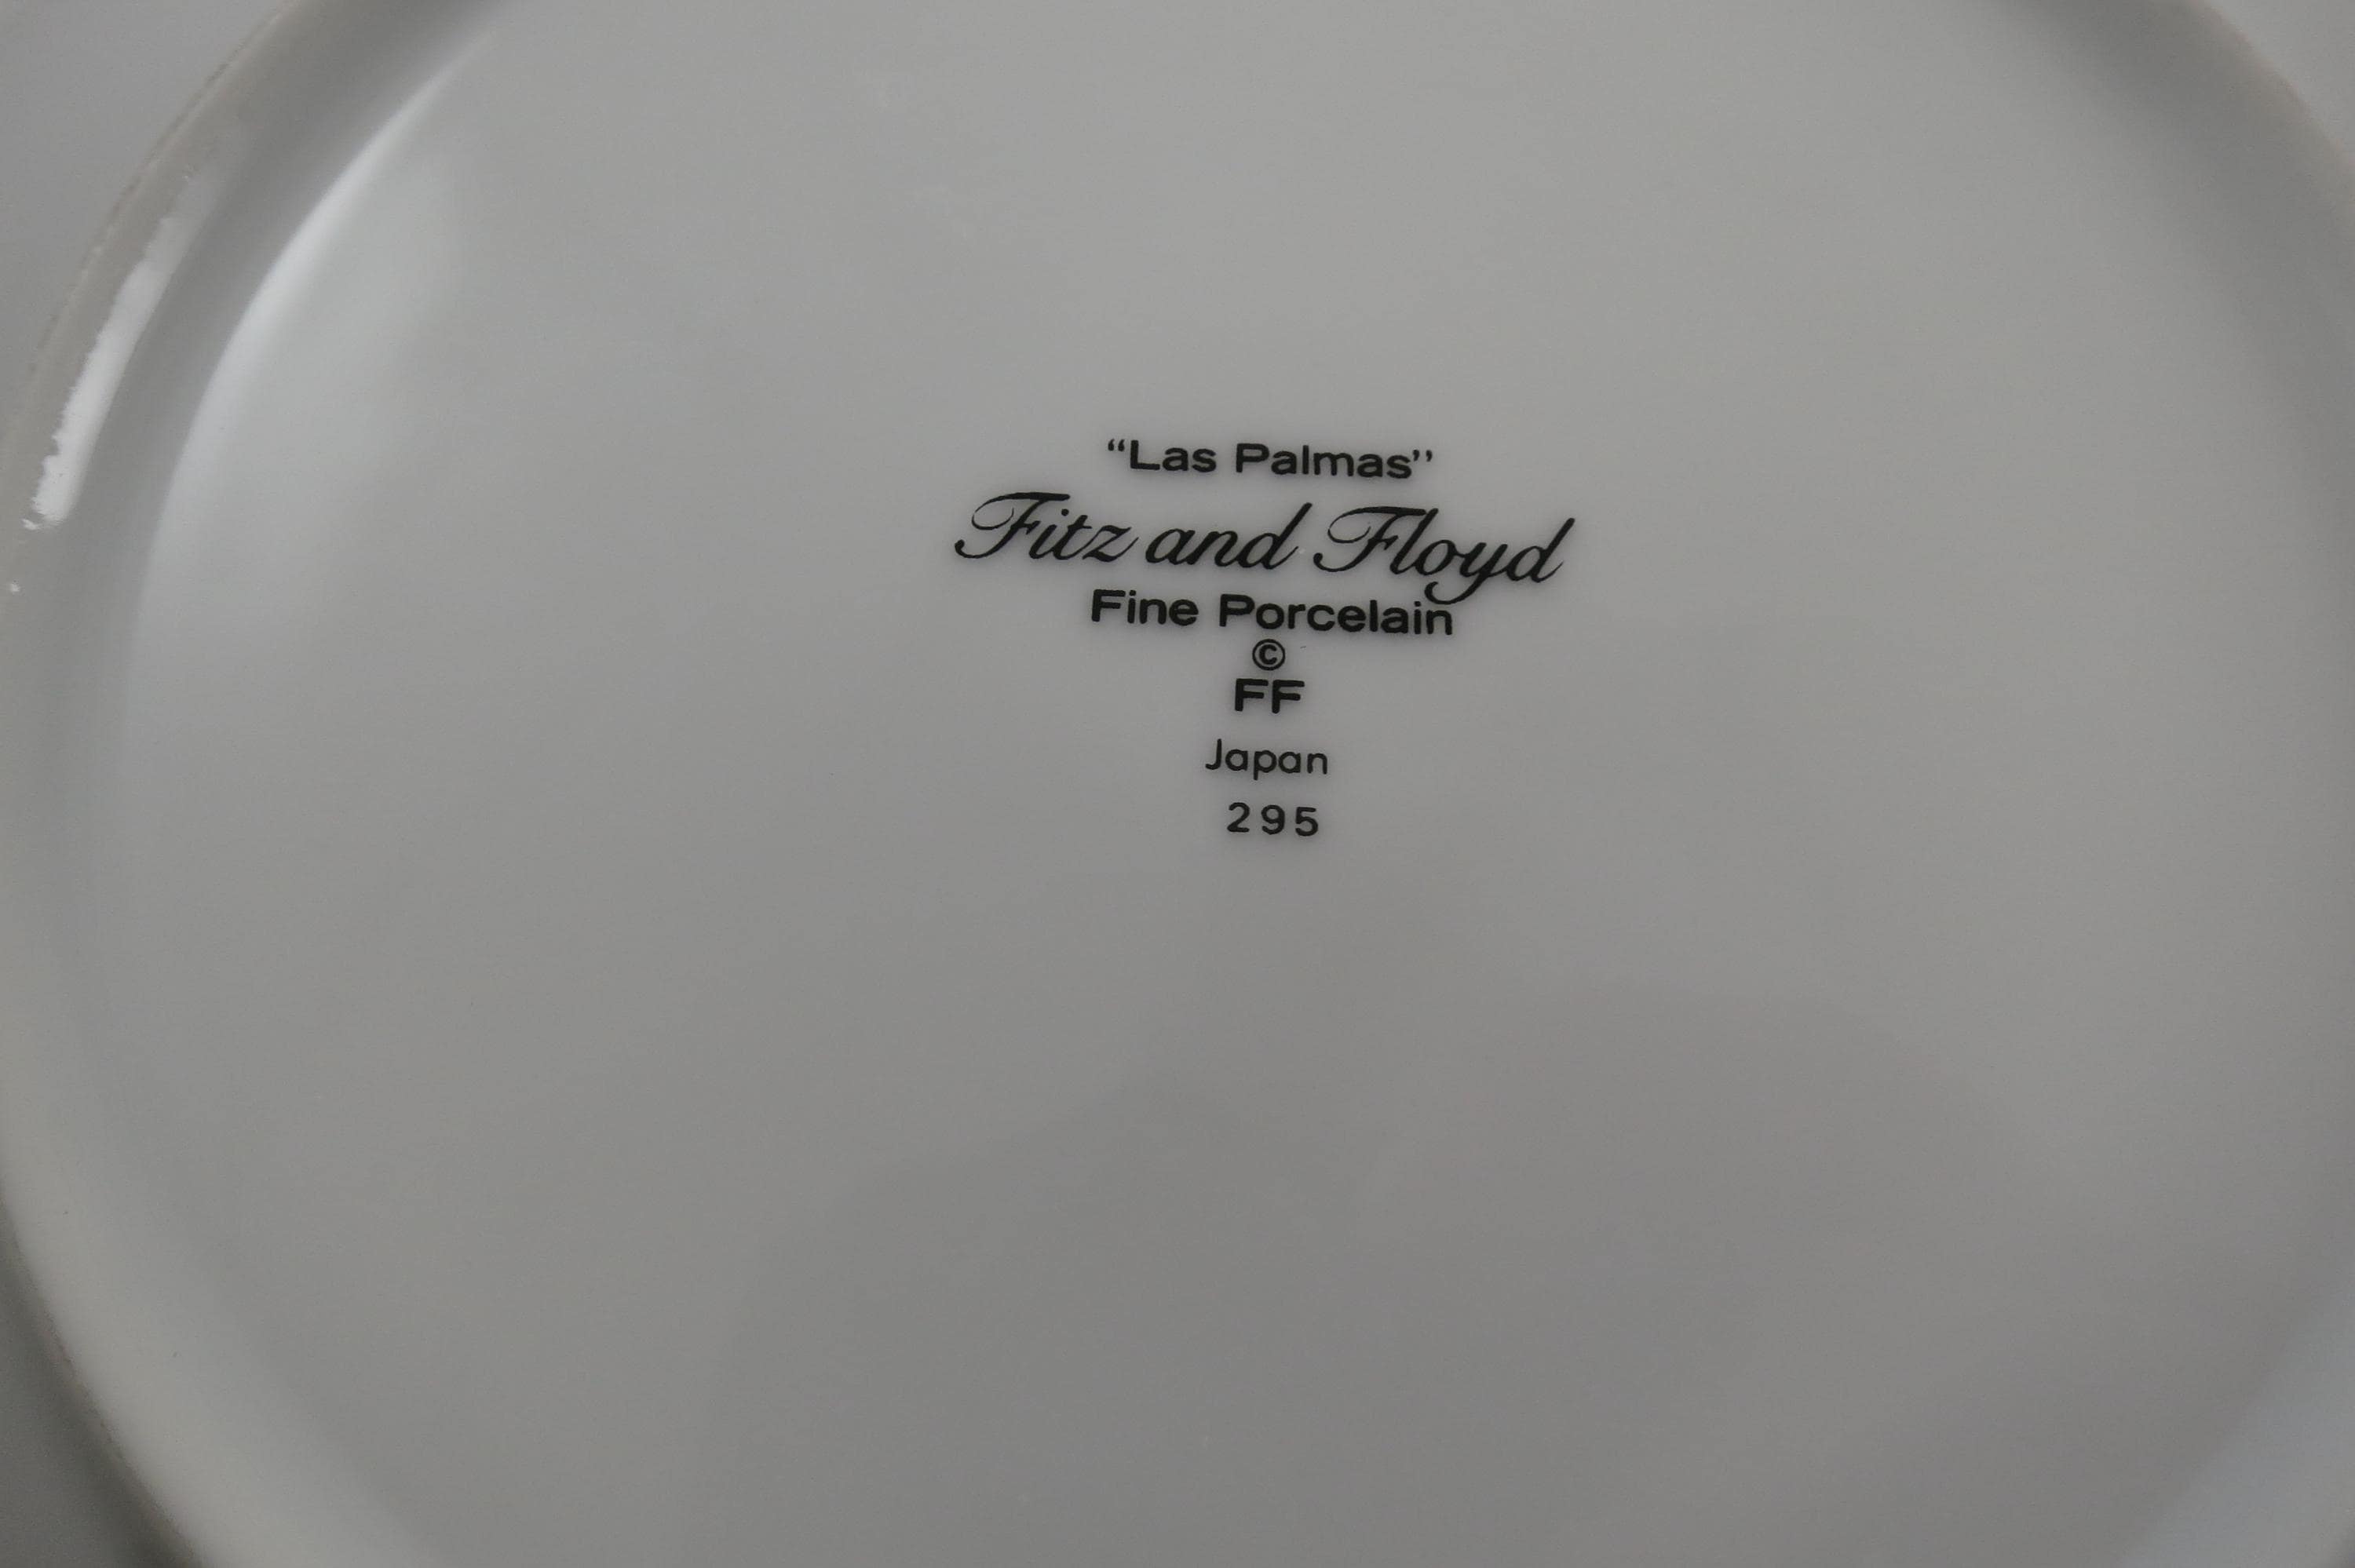 “Las Palmas”
Fitz and Floyd
Fine Porcelain
©
FF
Japan
295